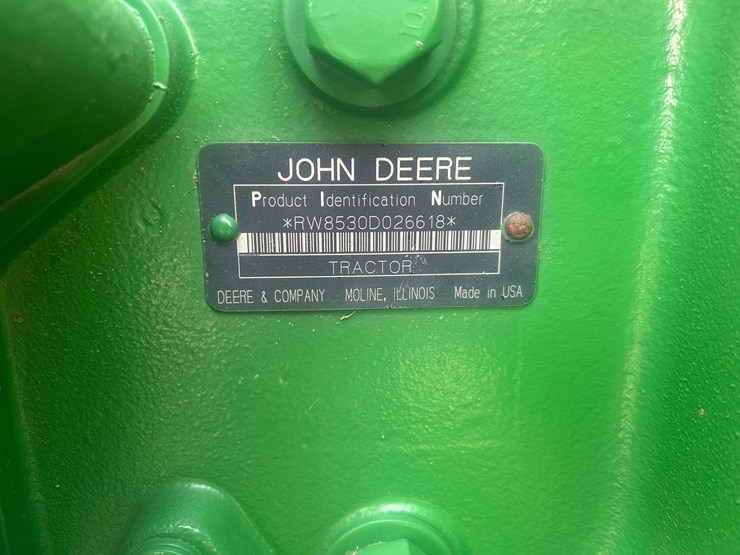 JOHN DEERE
Product Identification Number
*RW8530D026618*
TRACTOR
DEERE & COMPANY MOLINE, ILLINOIS Made in USA